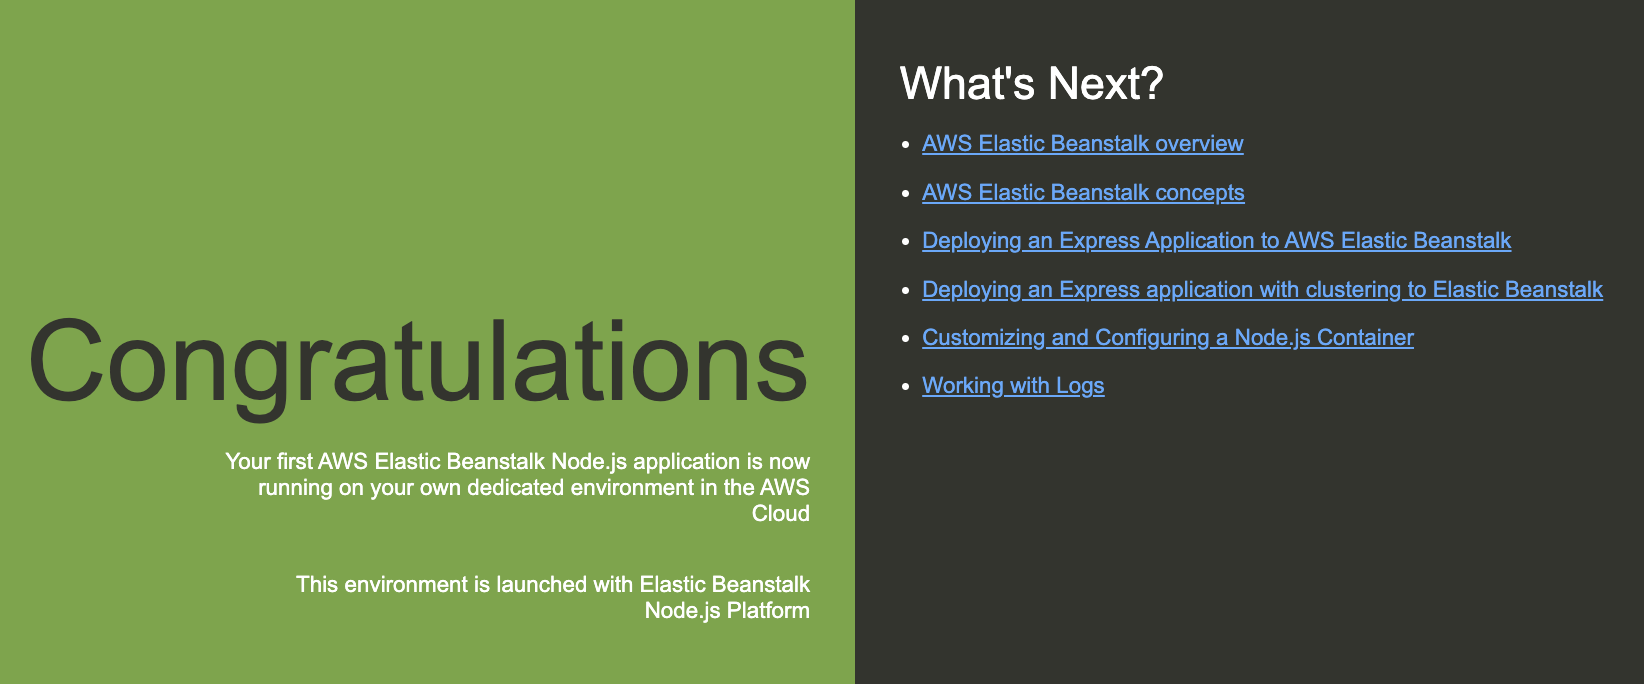 Congratulations
Your first AWS Elastic Beanstalk Node.js application is now
running on your own dedicated environment in the AWS
Cloud
This environment is launched with Elastic Beanstalk
Node.js Platform
What's Next?
AWS Elastic Beanstalk overview
AWS Elastic Beanstalk concepts
Deploying an Express Application to AWS Elastic Beanstalk
Deploying an Express application with clustering to Elastic Beanstalk
Customizing and Configuring a Node.js Container
Working with Logs